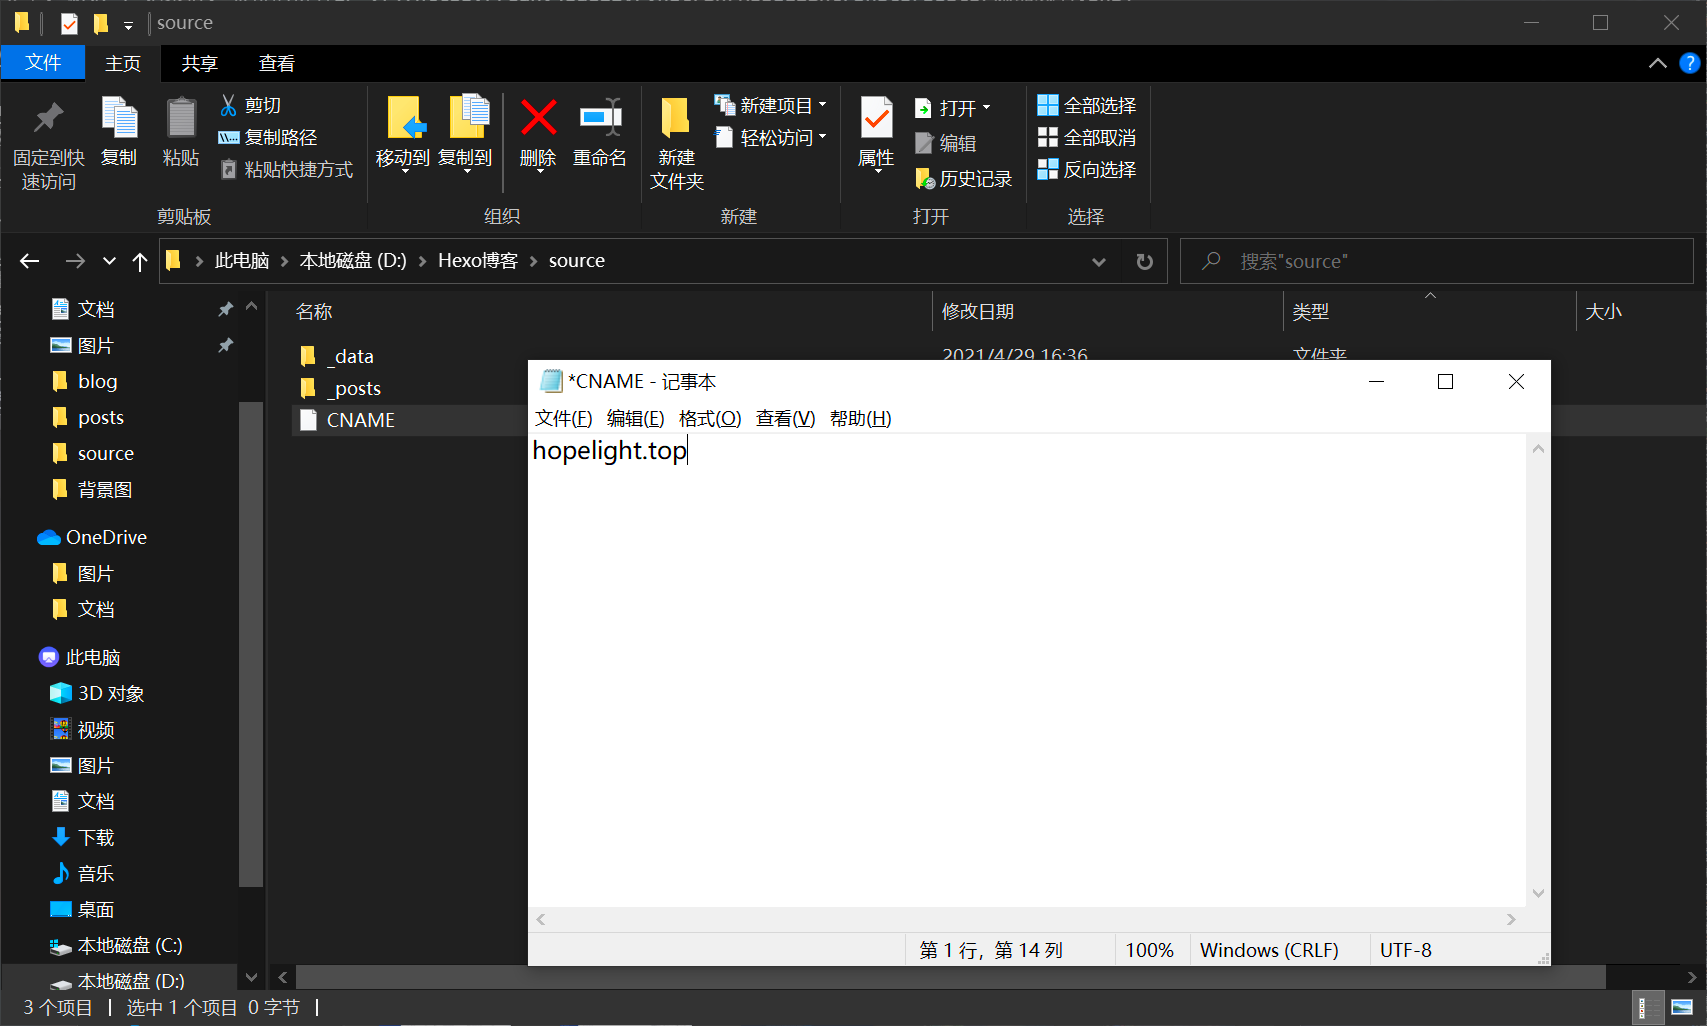 source
文件 主页 共享 查看
固定到快速访问
复制
粘贴
剪切
复制路径
粘贴快捷方式
剪贴板
移动到
复制到
删除
重命名
组织
新建文件夹
新建项目
轻松访问
新建
属性
打开
编辑
历史记录
打开
全部选择
全部取消
反向选择
选择
此电脑 本地磁盘 (D:) Hexo博客 source
搜索"source"
文档
图片
blog
posts
source
背景图
OneDrive
图片
文档
此电脑
3D 对象
视频
图片
文档
下载
音乐
桌面
本地磁盘 (C:)
本地磁盘 (D:)
名称 修改日期 类型 大小
_data 2021/4/29 16:36 文件夹
_posts
CNAME
*CNAME - 记事本
文件(F) 编辑(E) 格式(O) 查看(V) 帮助(H)
hopelight.top
第 1 行，第 14 列 100% Windows (CRLF) UTF-8
3 个项目 选中 1 个项目 0 字节